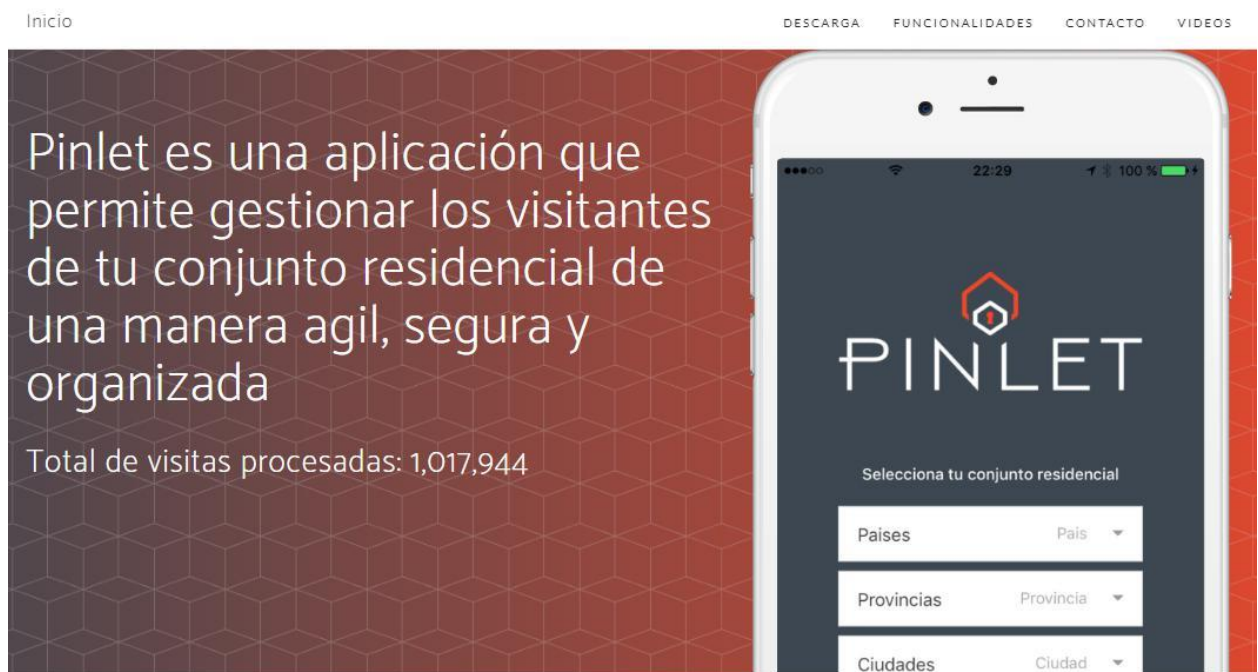 Inicio
DESCARGA FUNCIONALIDADES CONTACTO VIDEOS
Pinlet es una aplicación que
permite gestionar los visitantes
de tu conjunto residencial de
una manera agil, segura y
organizada
Total de visitas procesadas: 1,017,944
22:29 100 %
PINLET
Selecciona tu conjunto residencial
Paises Pais
Provincias Provincia
Ciudades Ciudad